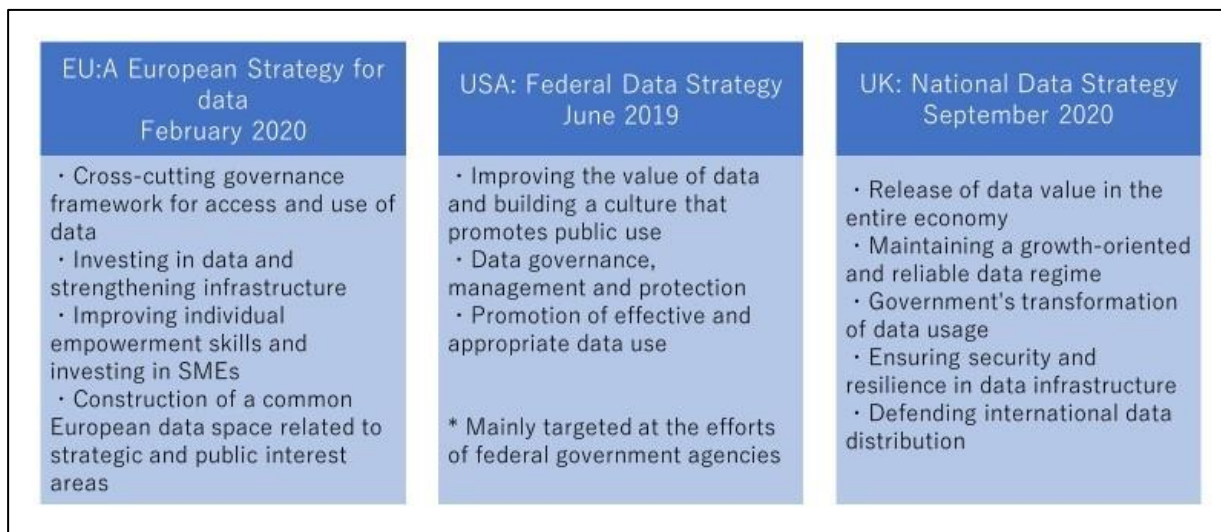 EU:A European Strategy for
data
February 2020
・Cross-cutting governance
framework for access and use of
data
・Investing in data and
strengthening infrastructure
・Improving individual
empowerment skills and
investing in SMEs
・Construction of a common
European data space related to
strategic and public interest
areas
USA: Federal Data Strategy
June 2019
・Improving the value of data
and building a culture that
promotes public use
・Data governance,
management and protection
・Promotion of effective and
appropriate data use
* Mainly targeted at the efforts
of federal government agencies
UK: National Data Strategy
September 2020
・Release of data value in the
entire economy
・Maintaining a growth-oriented
and reliable data regime
・Government's transformation
of data usage
・Ensuring security and
resilience in data infrastructure
・Defending international data
distribution